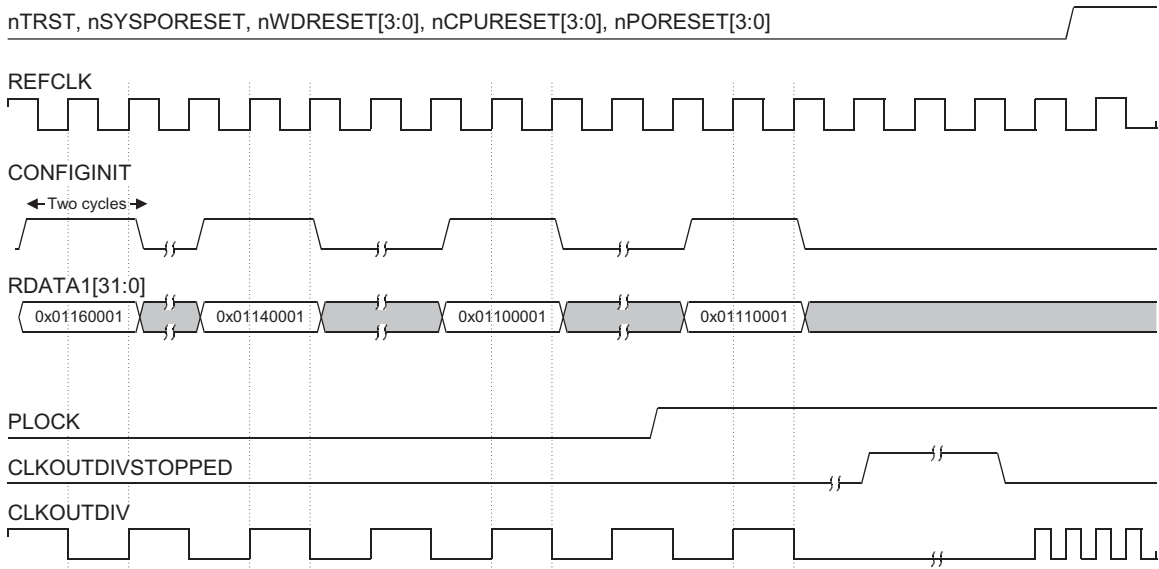 nTRST, nSYSPORESET, nWDRESET[3:0], nCPURESET[3:0], nPORESET[3:0]
REFCLK
CONFIGINIT
Two cycles
RDATA1[31:0]
0x01160001 0x01140001 0x01100001 0x01110001
PLOCK
CLKOUTDIVSTOPPED
CLKOUTDIV